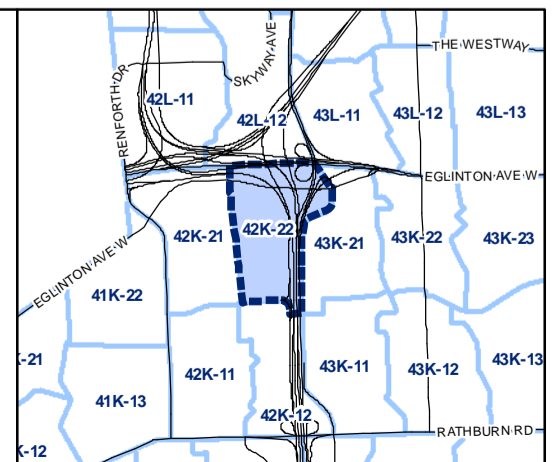 THE WESTWAY
SKYWAY AVE
RENFORTH DR
42L-11
42L-12
43L-11
43L-12
43L-13
EGLINTON AVE W
42K-21
42K-22
43K-21
43K-22
43K-23
EGLINTON AVE W
41K-22
-21
42K-11
43K-11
43K-12
43K-13
41K-13
42K-12
RATHBURN RD
K-12